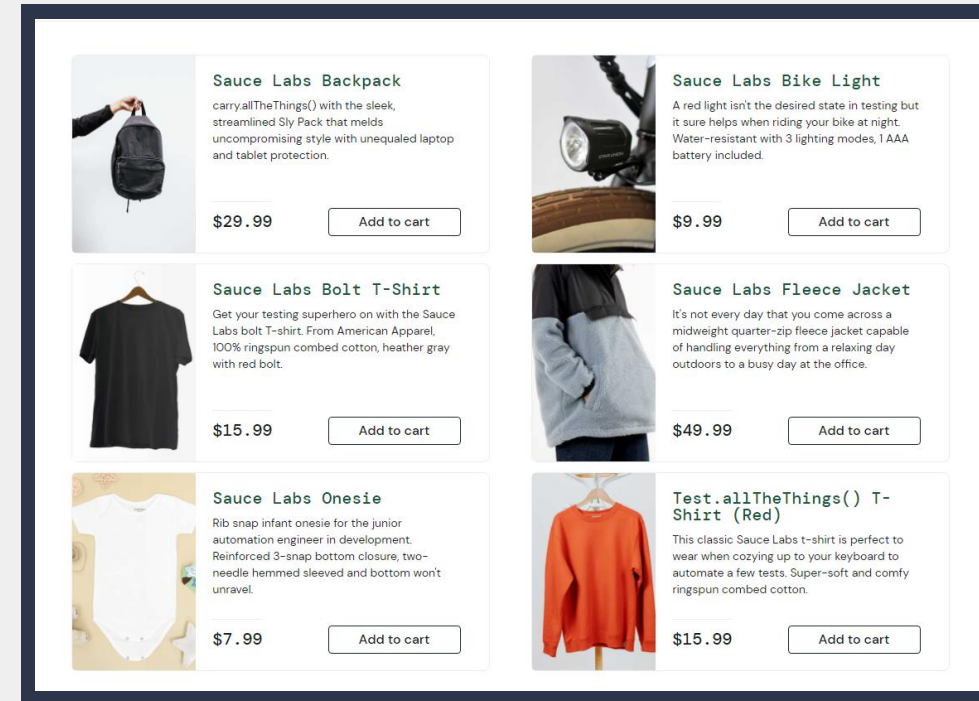 Sauce Labs Backpack
carry.allTheThings() with the sleek,
streamlined Sly Pack that melds
uncompromising style with unequaled laptop
and tablet protection.
$29.99
Add to cart
Sauce Labs Bike Light
A red light isn't the desired state in testing but
it sure helps when riding your bike at night.
Water-resistant with 3 lighting modes, 1 AAA
battery included.
$9.99
Add to cart
Sauce Labs Bolt T-Shirt
Get your testing superhero on with the Sauce
Labs bolt T-shirt. From American Apparel,
100% ringspun combed cotton, heather gray
with red bolt.
$15.99
Add to cart
Sauce Labs Fleece Jacket
It's not every day that you come across a
midweight quarter-zip fleece jacket capable
of handling everything from a relaxing day
outdoors to a busy day at the office.
$49.99
Add to cart
Sauce Labs Onesie
Rib snap infant onesie for the junior
automation engineer in development.
Reinforced 3-snap bottom closure, two-
needle hemmed sleeved and bottom won't
unravel.
$7.99
Add to cart
Test.allTheThings() T-
Shirt (Red)
This classic Sauce Labs t-shirt is perfect to
wear when cozying up to your keyboard to
automate a few tests. Super-soft and comfy
ringspun combed cotton.
$15.99
Add to cart